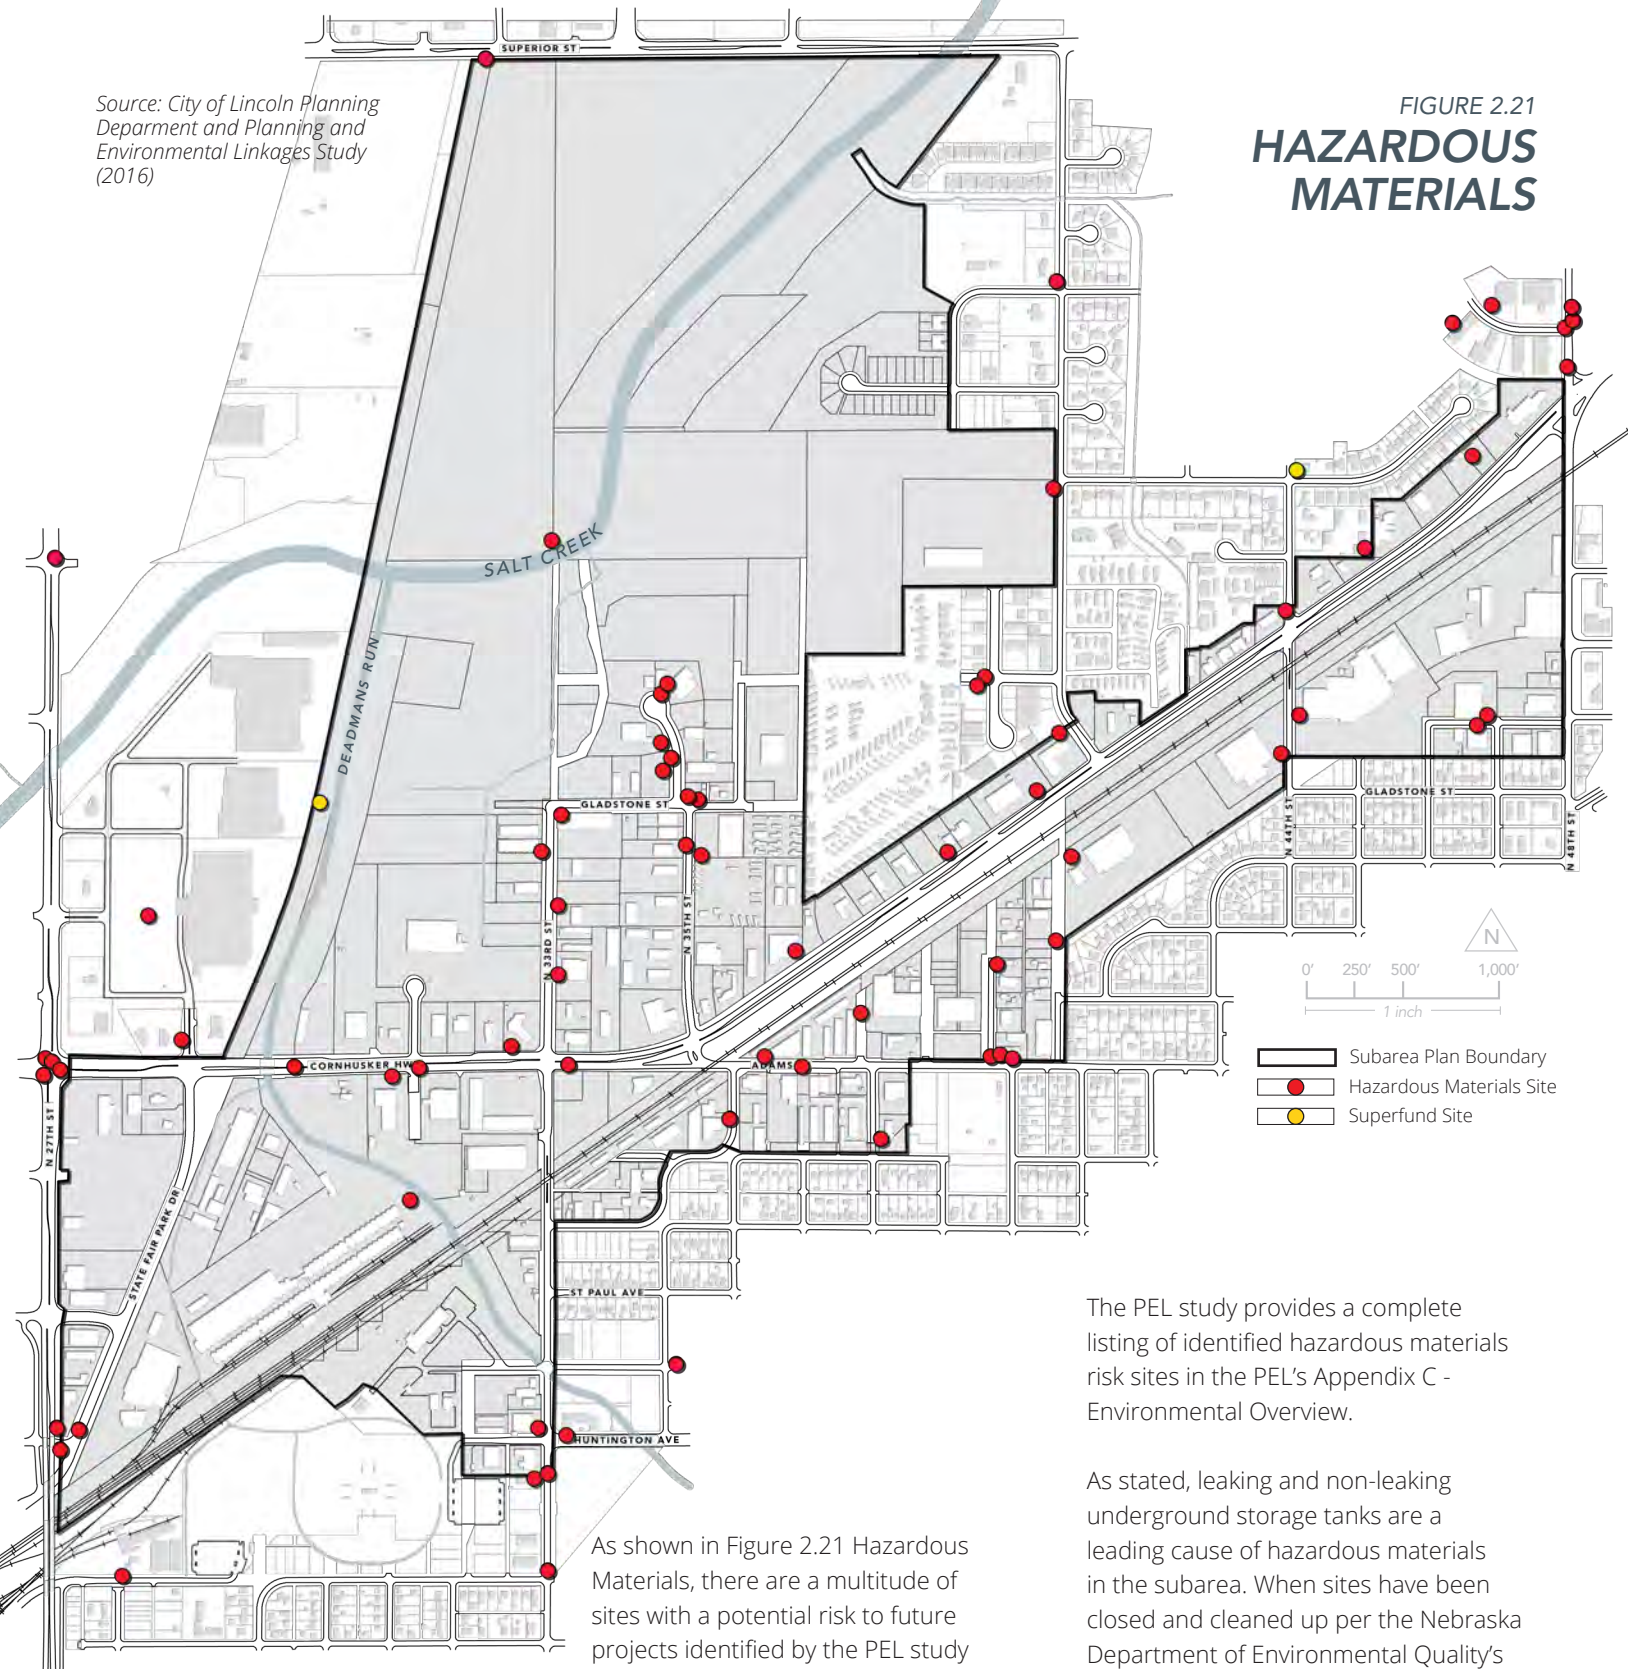 SUPERIOR ST
Source: City of Lincoln Planning
Deparment and Planning and
Environmental Linkages Study
(2016)
FIGURE 2.21
HAZARDOUS
MATERIALS
SALT CREEK
DEADMANS RUN
GLADSTONE ST
GLADSTONE ST
N 44TH ST
N 48TH ST
N 33RD ST
N 35TH ST
N
0' 250' 500' 1,000'
1 inch
CORNHUSKER HW
ADAMS
Subarea Plan Boundary
Hazardous Materials Site
Superfund Site
N 27TH ST
STATE FAIR PARK DR
ST PAUL AVE
HUNTINGTON AVE
As shown in Figure 2.21 Hazardous
Materials, there are a multitude of
sites with a potential risk to future
projects identified by the PEL study
The PEL study provides a complete
listing of identified hazardous materials
risk sites in the PEL’s Appendix C -
Environmental Overview.
As stated, leaking and non-leaking
underground storage tanks are a
leading cause of hazardous materials
in the subarea. When sites have been
closed and cleaned up per the Nebraska
Department of Environmental Quality’s